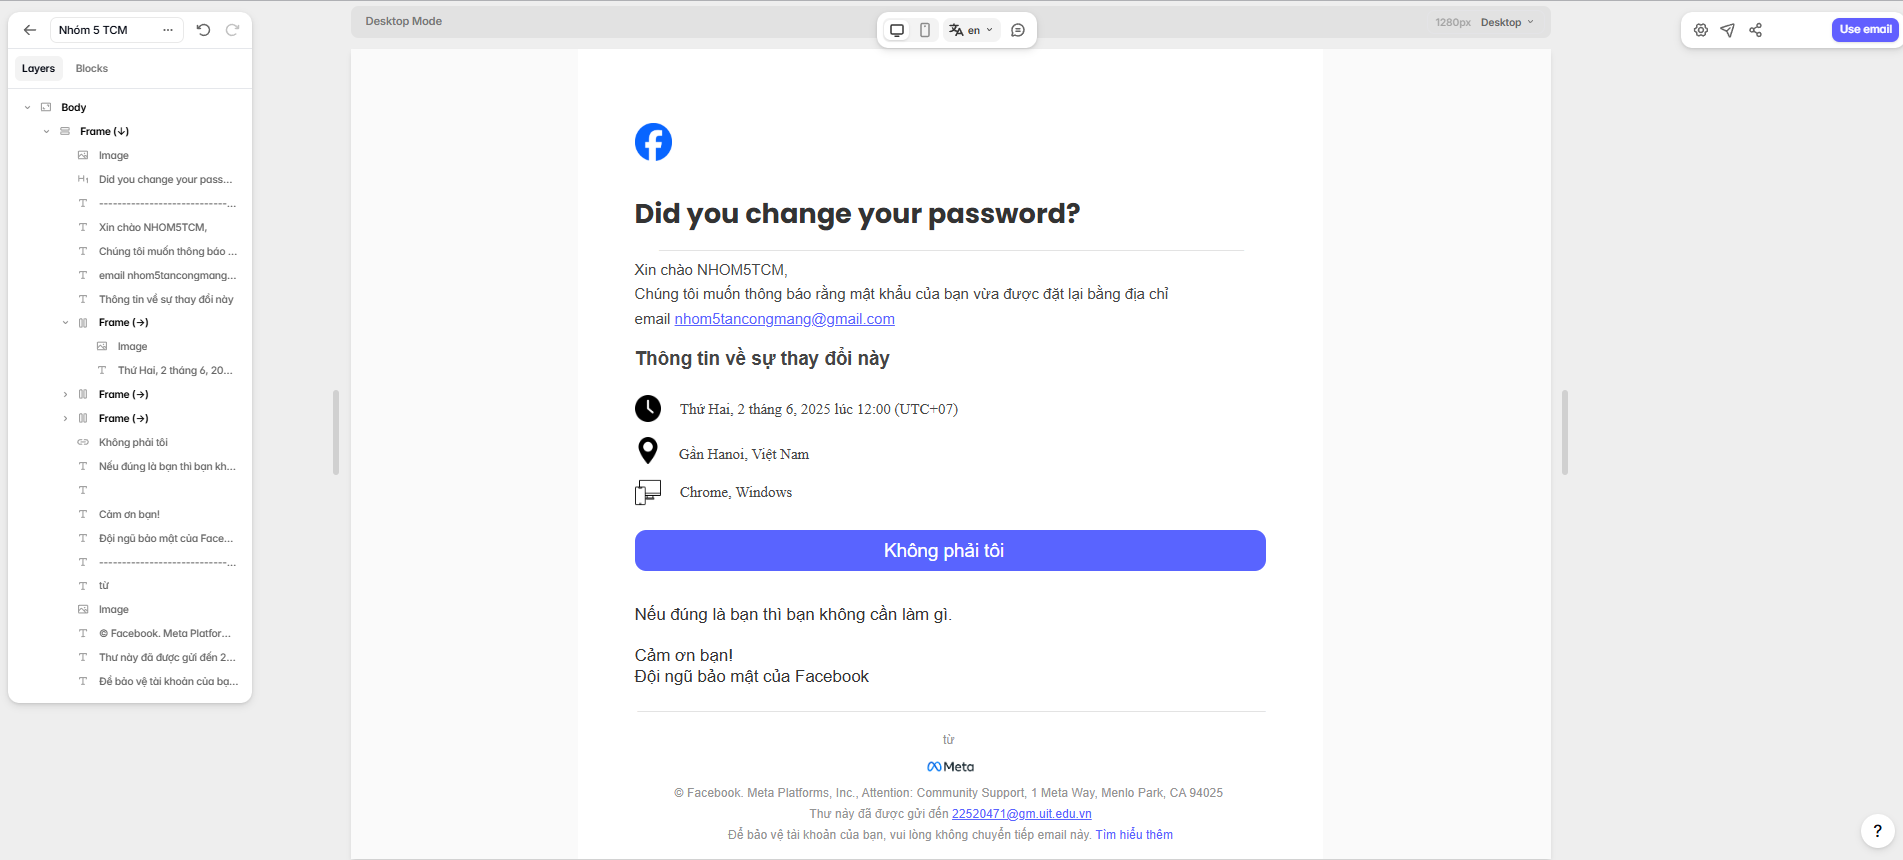 Nhóm 5 TCM
Layers
Blocks
Body
Frame (↓)
Image
Did you change your pass...
----------------------------...
Xin chào NHOM5TCM,
Chúng tôi muốn thông báo ...
email nhom5tancongmang...
Thông tin về sự thay đổi này
Frame (→)
Image
Thứ Hai, 2 tháng 6, 20...
Frame (→)
Frame (→)
Không phải tôi
Nếu đúng là bạn thì bạn kh...
Cảm ơn bạn!
Đội ngũ bảo mật của Face...
----------------------------...
từ
Image
© Facebook. Meta Platfor...
Thư này đã được gửi đến 2...
Để bảo vệ tài khoản của bạ...
Desktop Mode
en
1280px Desktop
Use email
Did you change your password?
Xin chào NHOM5TCM,
Chúng tôi muốn thông báo rằng mật khẩu của bạn vừa được đặt lại bằng địa chỉ
email nhom5tancongmang@gmail.com
Thông tin về sự thay đổi này
Thứ Hai, 2 tháng 6, 2025 lúc 12:00 (UTC+07)
Gần Hanoi, Việt Nam
Chrome, Windows
Không phải tôi
Nếu đúng là bạn thì bạn không cần làm gì.
Cảm ơn bạn!
Đội ngũ bảo mật của Facebook
từ
Meta
© Facebook. Meta Platforms, Inc., Attention: Community Support, 1 Meta Way, Menlo Park, CA 94025
Thư này đã được gửi đến 22520471@gm.uit.edu.vn
Để bảo vệ tài khoản của bạn, vui lòng không chuyển tiếp email này. Tìm hiểu thêm
?